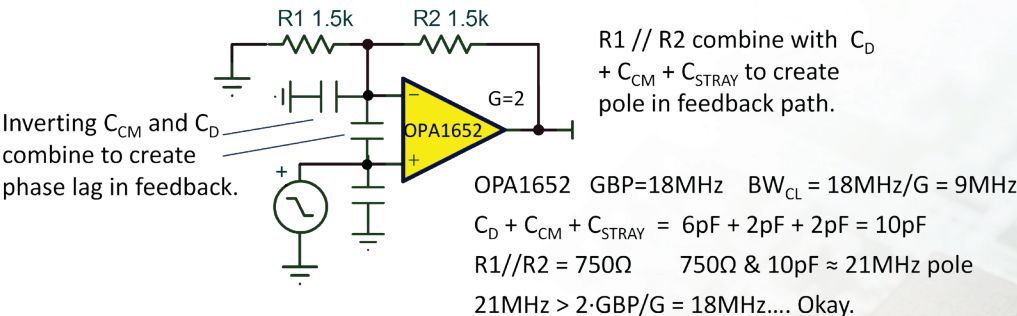 R1 1.5k
R2 1.5k
R1 // R2 combine with C_D
+ C_CM + C_STRAY to create
pole in feedback path.
−
G=2
Inverting C_CM and C_D
combine to create
phase lag in feedback.
OPA1652
+
+
OPA1652 GBP=18MHz BW_CL = 18MHz/G = 9MHz
C_D + C_CM + C_STRAY = 6pF + 2pF + 2pF = 10pF
R1//R2 = 750Ω 750Ω & 10pF ≈ 21MHz pole
21MHz > 2·GBP/G = 18MHz.... Okay.